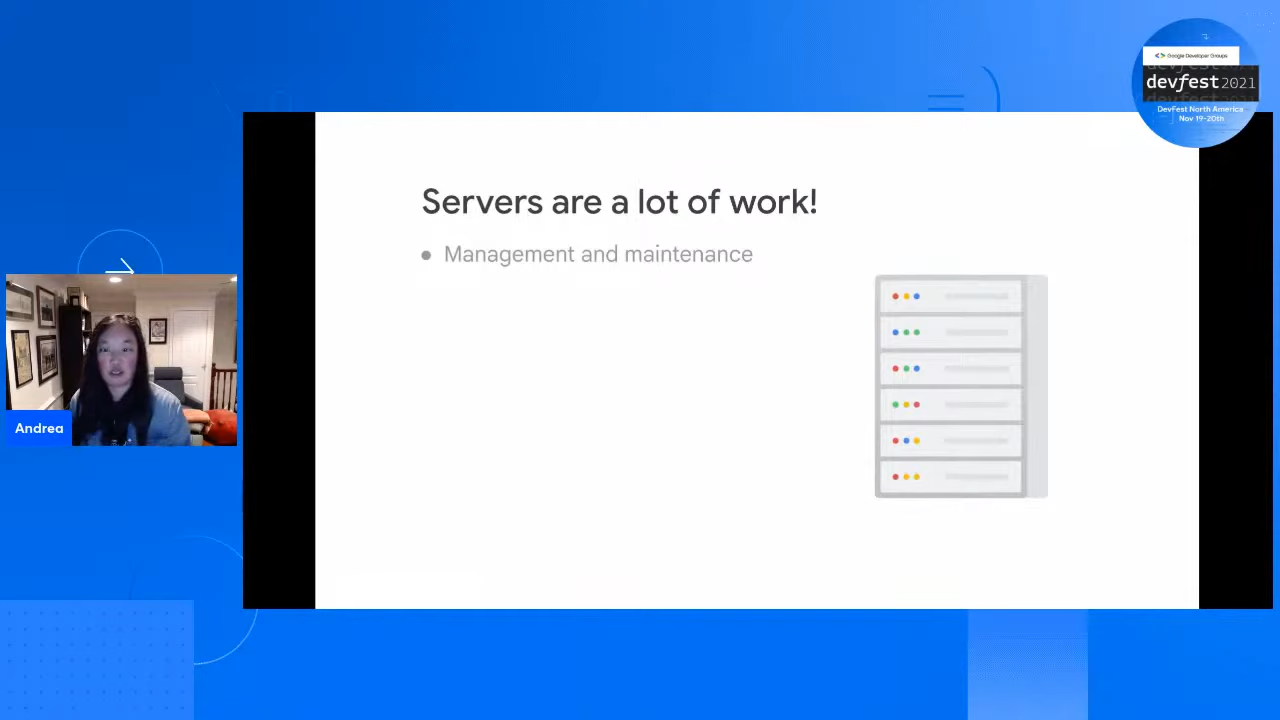 Google Developer Groups
devfest 2021
DevFest North America
Nov 19-20th
Servers are a lot of work!
Management and maintenance
Andrea